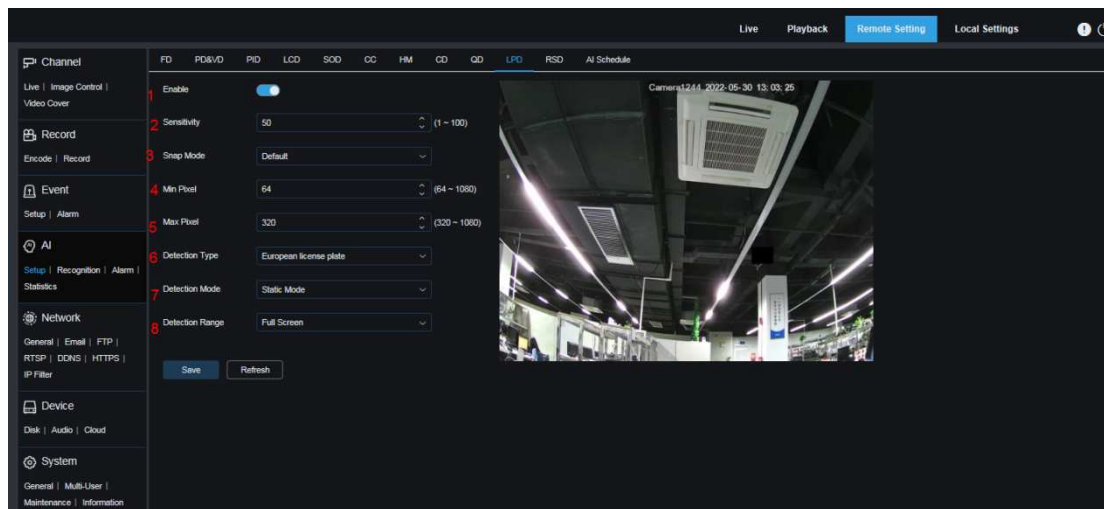 Live Playback Remote Setting Local Settings
Channel
Live | Image Control |
Video Cover
Record
Encode | Record
Event
Setup | Alarm
AI
Setup | Recognition | Alarm |
Statistics
Network
General | Email | FTP |
RTSP | DDNS | HTTPS |
IP Filter
Device
Disk | Audio | Cloud
System
General | Multi-User |
Maintenance | Information
FD PD&VD PID LCD SOD CC HM CD QD LPD RSD AI Schedule
1 Enable
2 Sensitivity 50 (1 ~ 100)
3 Snap Mode Default
4 Min Pixel 64 (64 ~ 1080)
5 Max Pixel 320 (320 ~ 1080)
6 Detection Type European license plate
7 Detection Mode Static Mode
8 Detection Range Full Screen
Save Refresh
Camera1244 2022-05-30 13:03:25